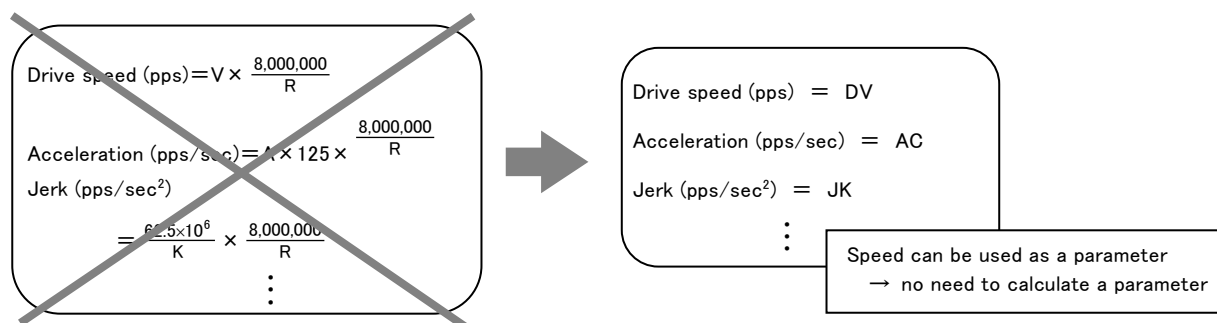 Drive speed (pps)=V× 8,000,000/R
Acceleration (pps/sec)=A×125× 8,000,000/R
Jerk (pps/sec²)
= 62.5×10⁶/K × 8,000,000/R
⋮
Drive speed (pps) = DV
Acceleration (pps/sec) = AC
Jerk (pps/sec²) = JK
⋮
Speed can be used as a parameter
→ no need to calculate a parameter